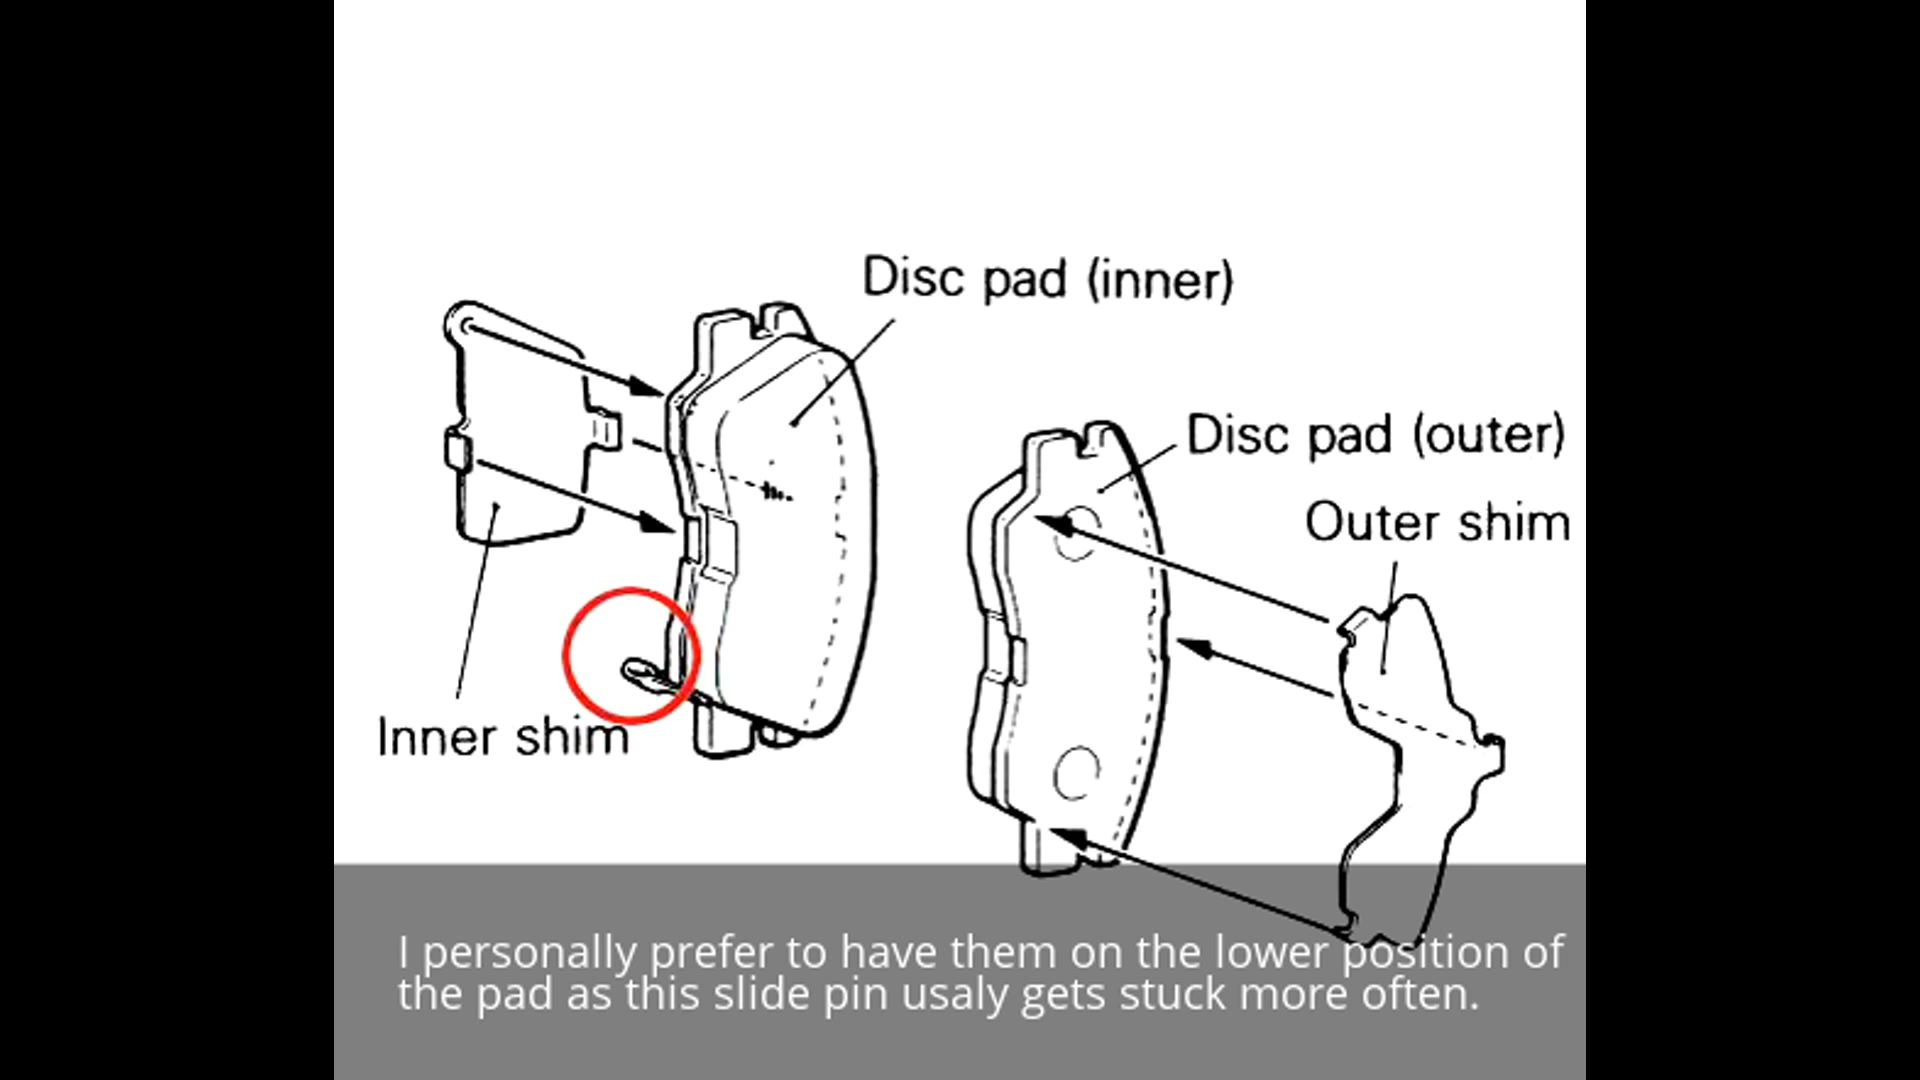 Disc pad (inner)
Disc pad (outer)
Outer shim
Inner shim
I personally prefer to have them on the lower position of
the pad as this slide pin usaly gets stuck more often.